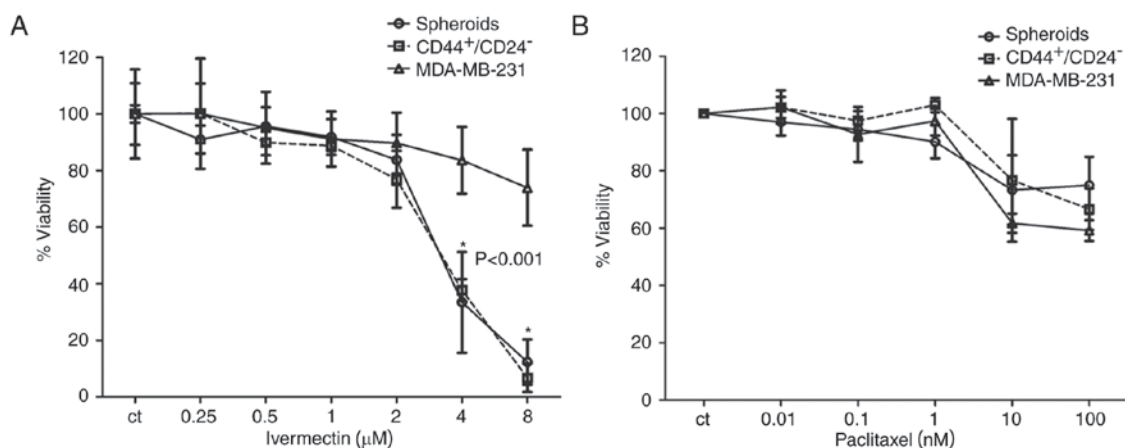 A
Spheroids
CD44⁺/CD24⁻
MDA-MB-231
120
100
80
60
40
20
0
% Viability
*
P<0.001
*
ct 0.25 0.5 1 2 4 8
Ivermectin (μM)
B
Spheroids
CD44⁺/CD24⁻
MDA-MB-231
120
100
80
60
40
20
0
% Viability
ct 0.01 0.1 1 10 100
Paclitaxel (nM)